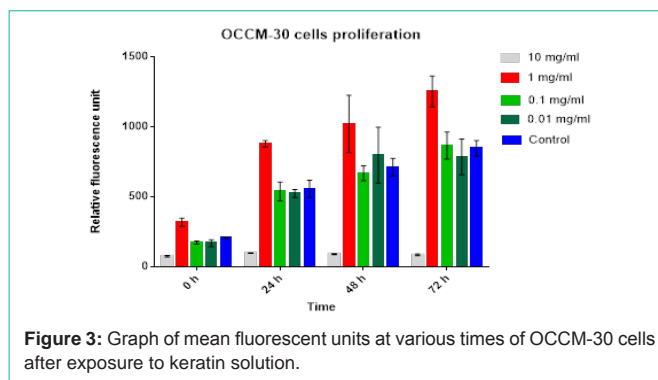 OCCM-30 cells proliferation
10 mg/ml
1 mg/ml
0.1 mg/ml
0.01 mg/ml
Control
Relative fluorescence unit
1500
1000
500
0
0 h
24 h
48 h
72 h
Time
Figure 3: Graph of mean fluorescent units at various times of OCCM-30 cells
after exposure to keratin solution.